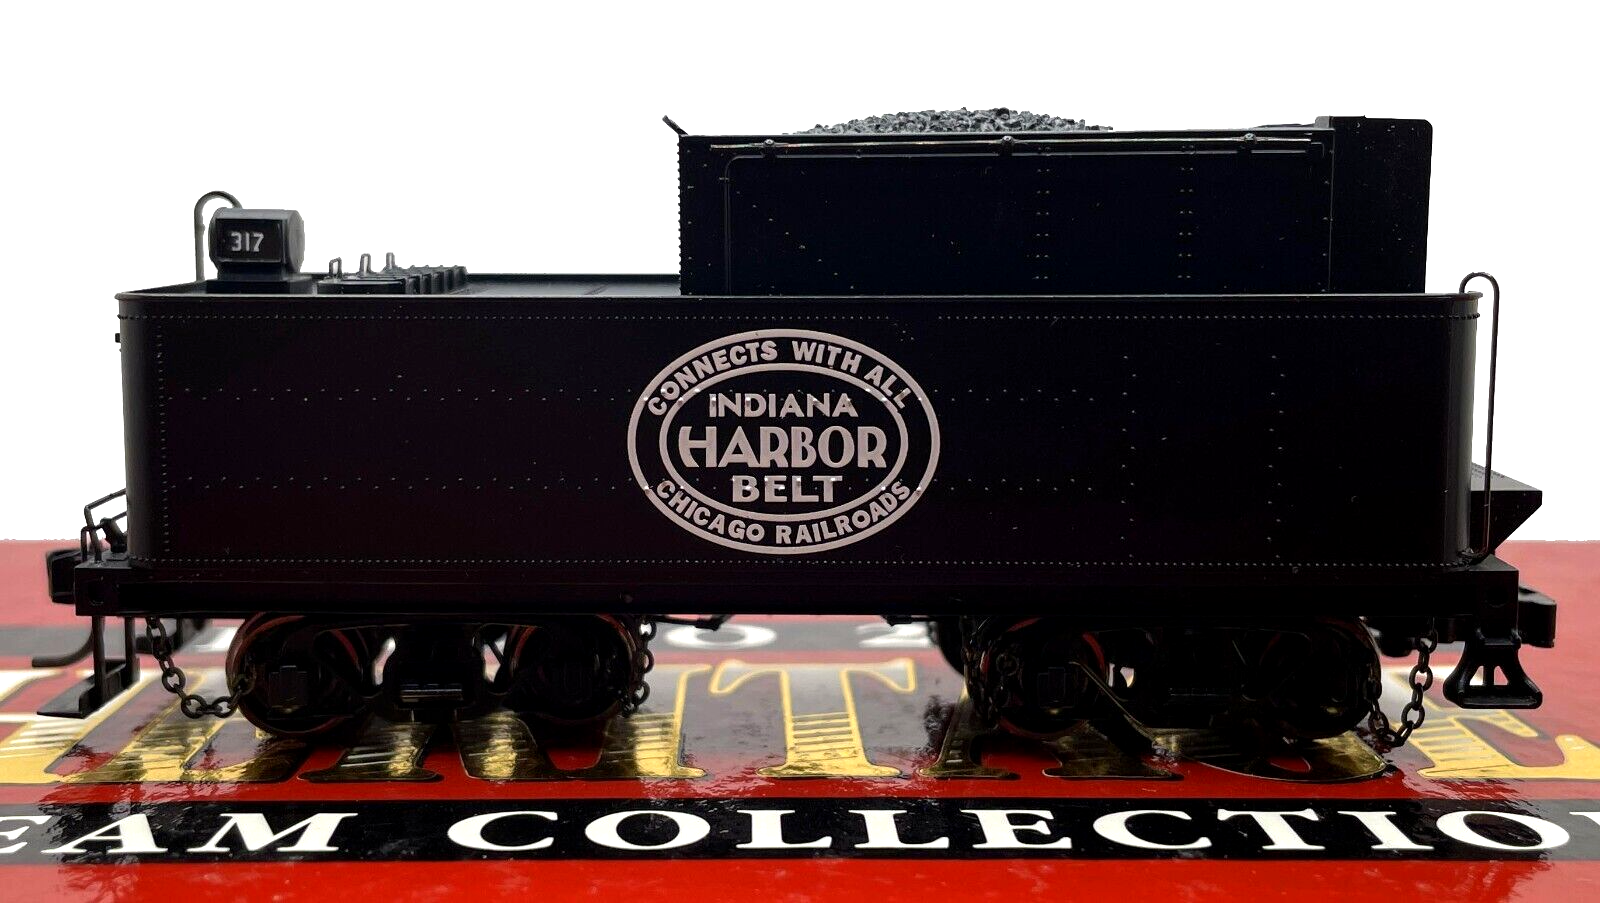 317
CONNECTS WITH ALL
INDIANA
HARBOR
BELT
CHICAGO RAILROADS
EAM COLLECTIO